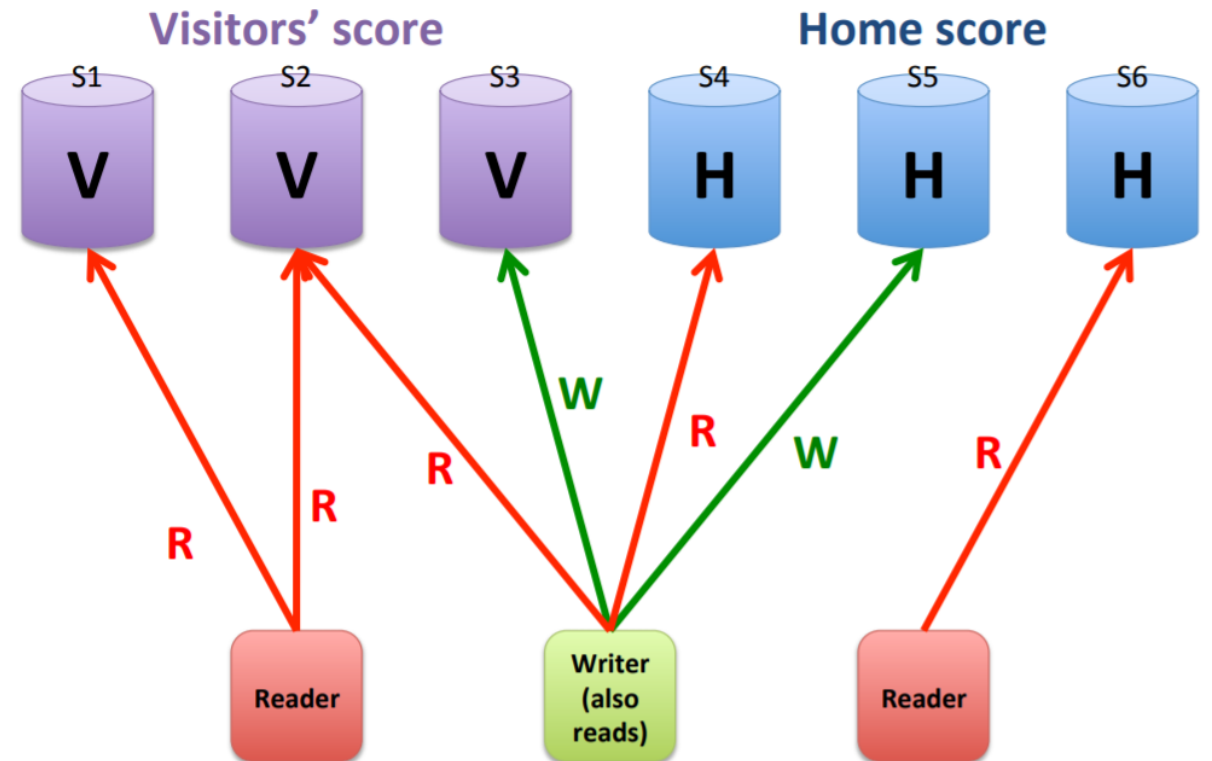 Visitors’ score
Home score
S1
S2
S3
S4
S5
S6
V
V
V
H
H
H
W
R
R
W
R
R
R
Reader
Writer
(also
reads)
Reader